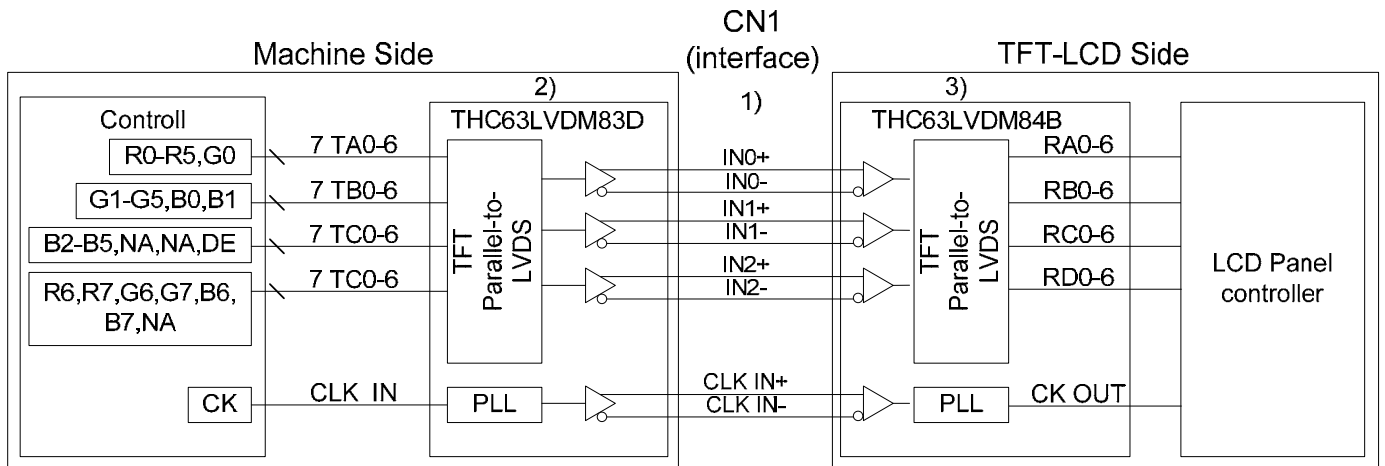 CN1
(interface)
Machine Side
TFT-LCD Side
1)
2)
3)
Controll
THC63LVDM83D
THC63LVDM84B
R0-R5,G0
7 TA0-6
IN0+
IN0-
RA0-6
G1-G5,B0,B1
7 TB0-6
IN1+
IN1-
RB0-6
B2-B5,NA,NA,DE
7 TC0-6
IN2+
IN2-
RC0-6
R6,R7,G6,G7,B6,
B7,NA
7 TC0-6
RD0-6
TFT
Parallel-to-
LVDS
TFT
Parallel-to-
LVDS
LCD Panel
controller
CK
CLK IN
PLL
CLK IN+
CLK IN-
PLL
CK OUT